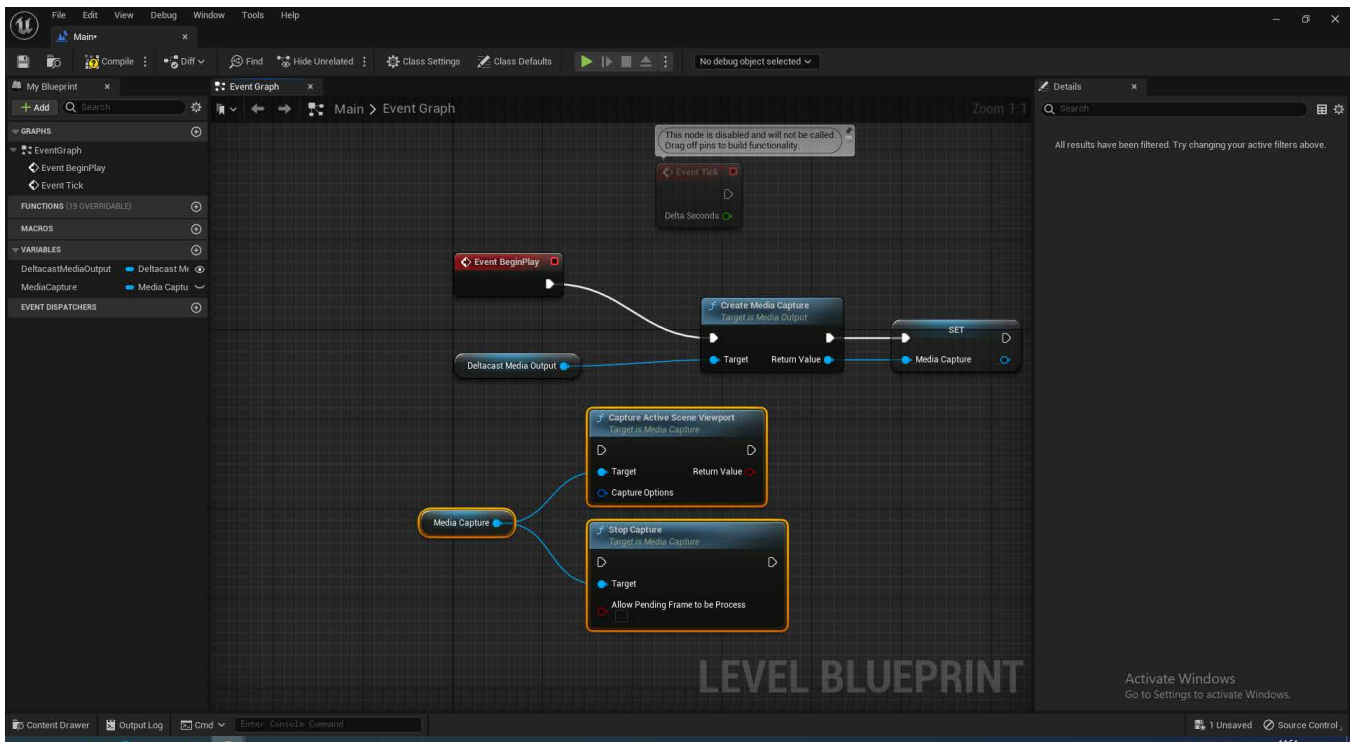 File Edit View Debug Window Tools Help
Main•
Compile Diff Find Hide Unrelated Class Settings Class Defaults No debug object selected
My Blueprint
Event Graph
Details
Add Search
Main > Event Graph
Zoom 1:1
Search
GRAPHS
EventGraph
Event BeginPlay
Event Tick
FUNCTIONS (19 OVERRIDABLE)
MACROS
VARIABLES
DeltacastMediaOutput Deltacast Me
MediaCapture Media Captu
EVENT DISPATCHERS
This node is disabled and will not be called.
Drag off pins to build functionality.
Event Tick
Delta Seconds
All results have been filtered. Try changing your active filters above.
Event BeginPlay
Create Media Capture
Target is Media Output
Target Return Value
SET
Media Capture
Deltacast Media Output
Capture Active Scene Viewport
Target is Media Capture
Target Return Value
Capture Options
Media Capture
Stop Capture
Target is Media Capture
Target
Allow Pending Frame to be Process
LEVEL BLUEPRINT
Activate Windows
Go to Settings to activate Windows.
Content Drawer Output Log Cmd Enter Console Command 1 Unsaved Source Control